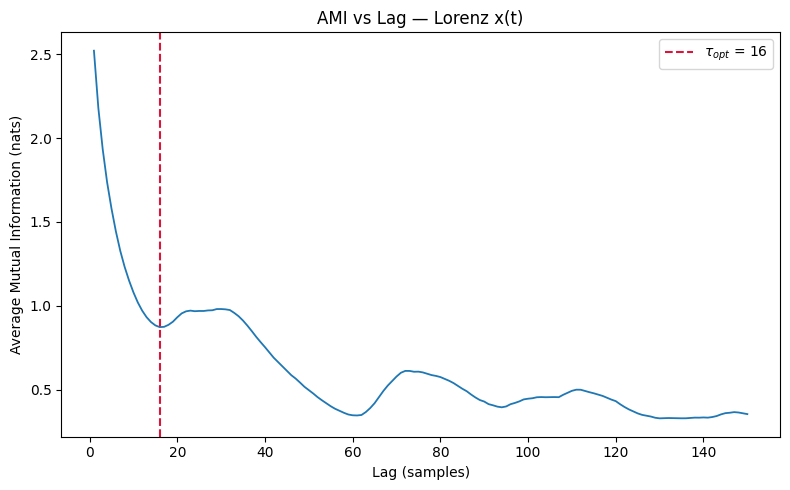 AMI vs Lag — Lorenz x(t)
τ_opt = 16
Average Mutual Information (nats)
2.5
2.0
1.5
1.0
0.5
0 20 40 60 80 100 120 140
Lag (samples)